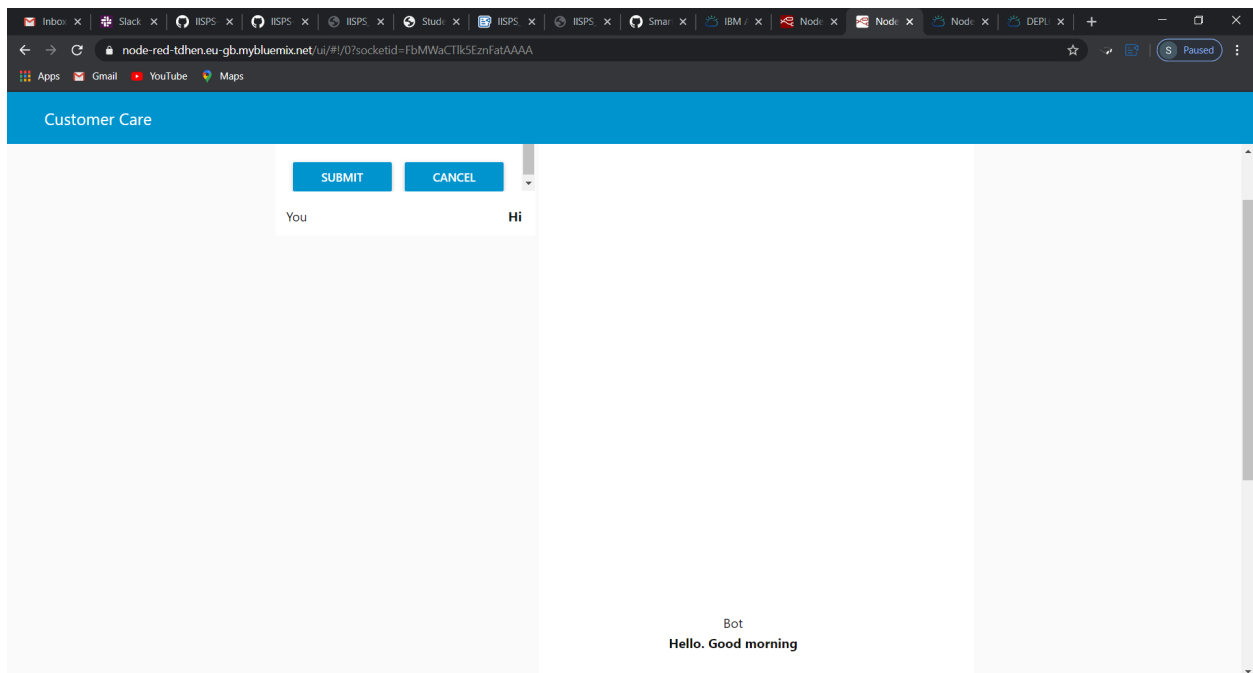 Inbox
Slack
IISPS
IISPS
IISPS
Stude
IISPS
IISPS_
Smar
IBM
Node
Node
Node
DEPL
node-red-tdhen.eu-gb.mybluemix.net/ui/#!/0?socketid=FbMWaCTlk5EznFatAAAA
S Paused
Apps Gmail YouTube Maps
Customer Care
SUBMIT CANCEL
You Hi
Bot
Hello. Good morning